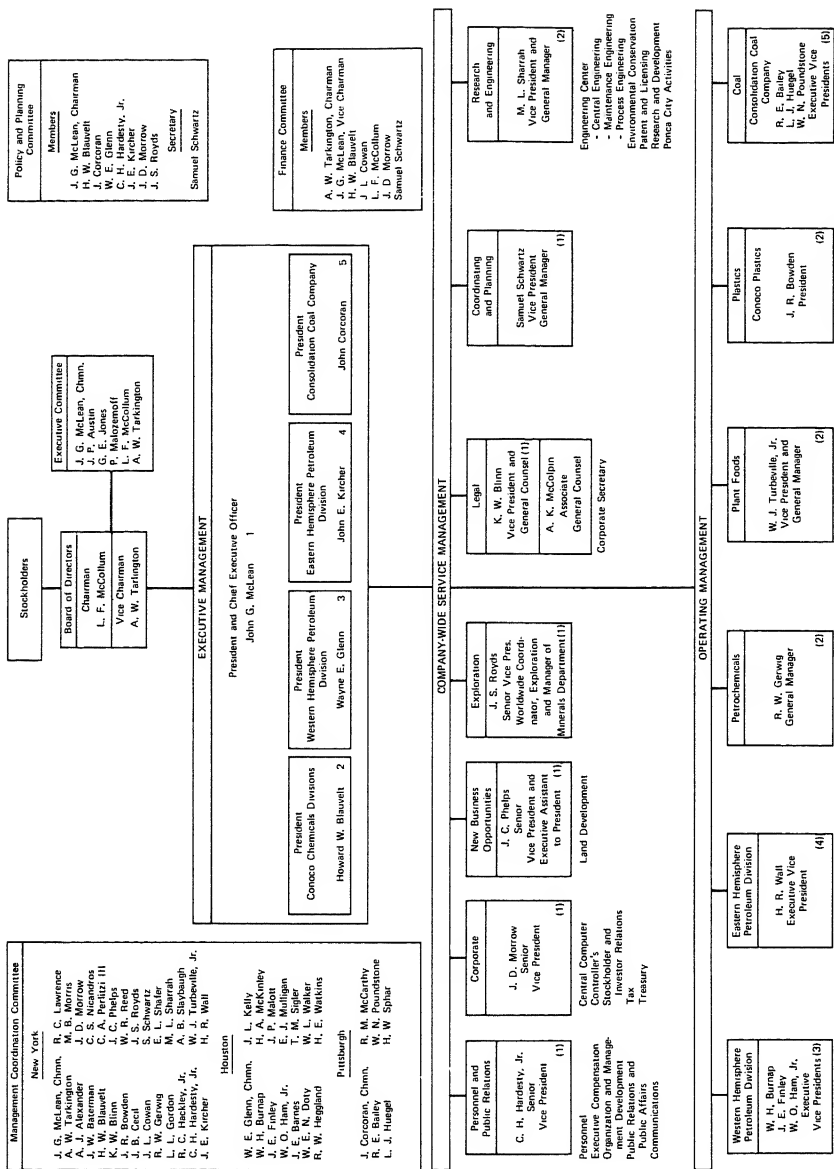 Stockholders
Board of Directors
Chairman
L. F. McCollum
Vice Chairman
A. W. Tarlington
Executive Committee
J. G. McLean, Chmn.
J. P. Austin
G. E. Jones
P. Malozemoff
L. F. McCollum
A. W. Tarkington
Policy and Planning
Committee
Members
J. G. McLean, Chairman
H. W. Blauvelt
J. Corcoran
W. E. Glenn
C. H. Hardesty, Jr.
J. E. Kircher
J. D. Morrow
J. S. Royds
Secretary
Samuel Schwartz
Finance Committee
Members
A. W. Tarkington, Chairman
J. G. McLean, Vice Chairman
H. W. Blauvelt
J L Cowan
L. F. McCollum
J. D Morrow
Samuel Schwartz
Management Coordination Committee
New York
J. G. McLean, Chmn. R. C. Lawrence
A. W. Tarkington M. B. Morris
A. J. Alexander J. D. Morrow
J. W. Baterman C. S. Nicandros
H. W. Blauvelt C. A. Perlitzi III
K. W. Blinn J. C. Phelps
J. R. Bowden W. R. Reed
J. B. Cecil J. S. Royds
J. L. Cowan S. Schwartz
R. W. Gerwig E. L. Shafer
L. L. Gordon M. L. Sharrah
R. C. Hackley, Jr. A. B. Slaybaugh
C. H. Hardesty, Jr. W. J. Turbeville, Jr.
J. E. Kircher H. R. Wall
Houston
W. E. Glenn, Chmn. J. L. Kelly
W. H. Burnap H. A. McKinley
J. E. Finley J. P. Malott
W. O. Ham, Jr. E. J. Mulligan
J. E. Barnes T. M. Sigler
W. E. N. Doty W. L. Walker
R. W. Heggland H. E. Watkins
Pittsburgh
J. Corcoran, Chmn. R. M. McCarthy
R. E. Bailey W. N. Poundstone
L. J. Huegel H. W Sphar
EXECUTIVE MANAGEMENT
President and Chief Executive Officer
John G. McLean 1
President
Conoco Chemicals Divisions
Howard W. Blauvelt 2
President
Western Hemisphere Petroleum
Division
Wayne E. Glenn 3
President
Eastern Hemisphere Petroleum
Division
John E. Kircher 4
President
Consolidation Coal Company
John Corcoran 5
COMPANY-WIDE SERVICE MANAGEMENT
Personnel and
Public Relations
C. H. Hardesty, Jr.
Senior
Vice President
(1)
Personnel
Executive Compensation
Organization and Manage-
ment Development
Public Relations and
Public Affairs
Communications
Corporate
J. D. Morrow
Senior
Vice President
(1)
Central Computer
Controller's
Stockholder and
Investor Relations
Tax
Treasury
New Business
Opportunities
J. C. Phelps
Senior
Vice President and
Executive Assistant
to President (1)
Land Development
Exploration
J. S. Royds
Senior Vice Pres.
Worldwide Coordi-
nator, Exploration
and Manager of
Minerals Department(1)
Legal
K. W. Blinn
Vice President and
General Counsel (1)
A. K. McColpin
Associate
General Counsel
Corporate Secretary
Coordinating
and Planning
Samuel Schwartz
Vice President
General Manager
(1)
Research
and Engineering
M. L. Sharrah
Vice President and
General Manager
(2)
Engineering Center
- Central Engineering
- Maintenance Engineering
- Process Engineering
Environmental Conservation
Patent and Licensing
Research and Development
Ponca City Activities
OPERATING MANAGEMENT
Western Hemisphere
Petroleum Division
W. H. Burnap
J. E. Finley
W. O. Ham, Jr.
Executive
Vice Presidents (3)
Eastern Hemisphere
Petroleum Division
H. R. Wall
Executive Vice
President
(4)
Petrochemicals
R. W. Gerwig
General Manager
(2)
Plant Foods
W. J. Turbeville, Jr.
Vice President and
General Manager
(2)
Plastics
Conoco Plastics
J. R. Bowden
President
(2)
Coal
Consolidation Coal
Company
R. E. Bailey
L. J. Huegel
W. N. Poundstone
Executive Vice
Presidents
(5)